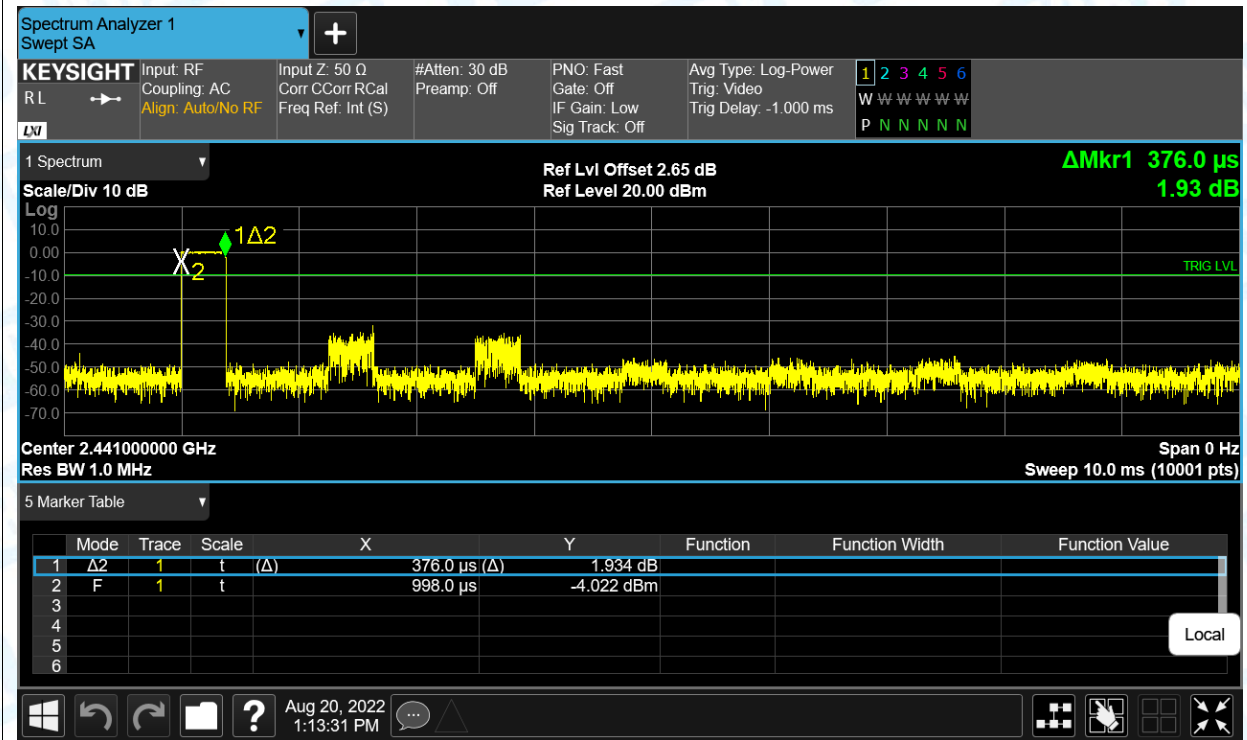 Spectrum Analyzer 1
Swept SA
+
KEYSIGHT
R L
LXI
Input: RF
Coupling: AC
Align: Auto/No RF
Input Z: 50 Ω
Corr CCorr RCal
Freq Ref: Int (S)
#Atten: 30 dB
Preamp: Off
PNO: Fast
Gate: Off
IF Gain: Low
Sig Track: Off
Avg Type: Log-Power
Trig: Video
Trig Delay: -1.000 ms
1 2 3 4 5 6
W W W W W W
P N N N N N
1 Spectrum
Scale/Div 10 dB
Ref Lvl Offset 2.65 dB
Ref Level 20.00 dBm
ΔMkr1 376.0 µs
1.93 dB
Log
10.0
0.00
-10.0
-20.0
-30.0
-40.0
-50.0
-60.0
-70.0
1Δ2
2
TRIG LVL
Center 2.441000000 GHz
Res BW 1.0 MHz
Span 0 Hz
Sweep 10.0 ms (10001 pts)
5 Marker Table
Mode Trace Scale X Y Function Function Width Function Value
1 Δ2 1 t (Δ) 376.0 µs (Δ) 1.934 dB
2 F 1 t 998.0 µs -4.022 dBm
3
4
5
6
Local
?
Aug 20, 2022
1:13:31 PM